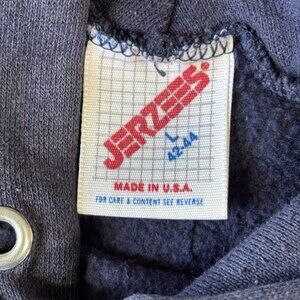 JERZEES®
L
42-44
MADE IN U.S.A.
FOR CARE & CONTENT SEE REVERSE